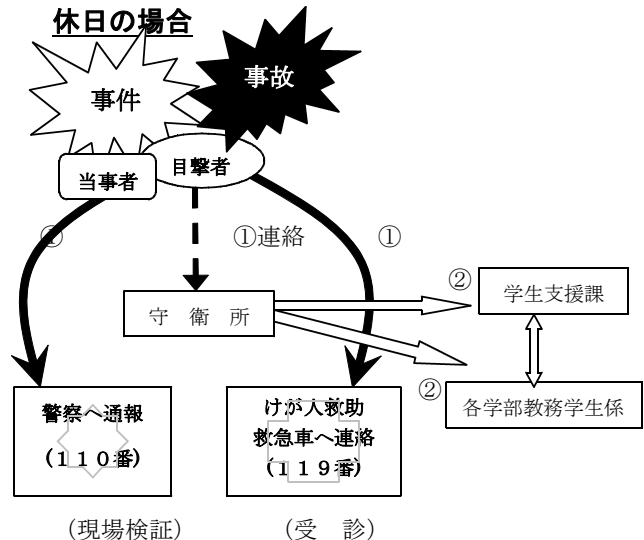 休日の場合
事件
事故
当事者
目撃者
①
①連絡
①
守　衛　所
②
学生支援課
②
各学部教務学生係
警察へ通報
（１１０番）
けが人救助
救急車へ連絡
（１１９番）
（現場検証）
（受　診）